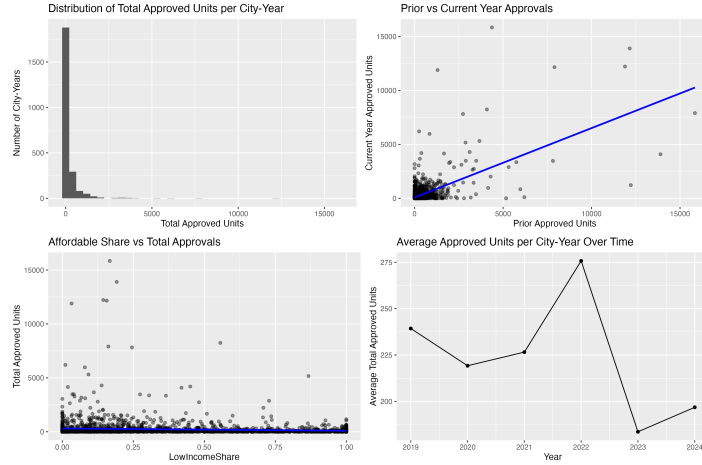 Distribution of Total Approved Units per City-Year
Number of City-Years
1500
1000
500
0
0 5000 10000 15000
Total Approved Units
Prior vs Current Year Approvals
Current Year Approved Units
15000
10000
5000
0
0 5000 10000 15000
Prior Approved Units
Affordable Share vs Total Approvals
Total Approved Units
15000
10000
5000
0
0.00 0.25 0.50 0.75 1.00
LowIncomeShare
Average Approved Units per City-Year Over Time
Average Total Approved Units
275
250
225
200
2019 2020 2021 2022 2023 2024
Year